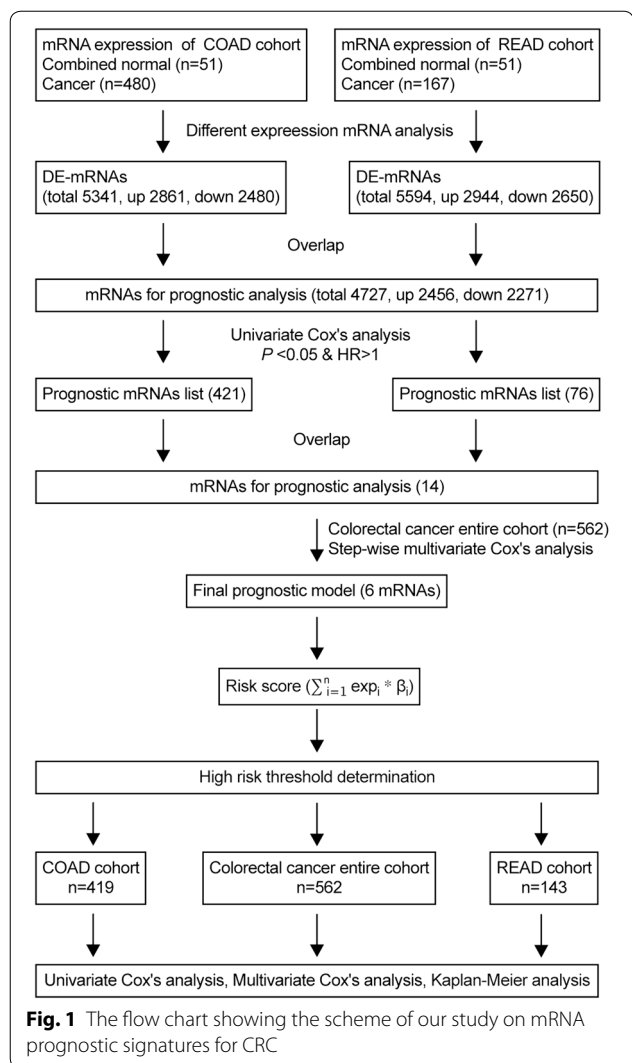 mRNA expression of COAD cohort
Combined normal (n=51)
Cancer (n=480)
mRNA expression of READ cohort
Combined normal (n=51)
Cancer (n=167)
Different expreession mRNA analysis
DE-mRNAs
(total 5341, up 2861, down 2480)
DE-mRNAs
(total 5594, up 2944, down 2650)
Overlap
mRNAs for prognostic analysis (total 4727, up 2456, down 2271)
Univariate Cox's analysis
P <0.05 & HR>1
Prognostic mRNAs list (421)
Prognostic mRNAs list (76)
Overlap
mRNAs for prognostic analysis (14)
Colorectal cancer entire cohort (n=562)
Step-wise multivariate Cox's analysis
Final prognostic model (6 mRNAs)
Risk score (∑ⁿᵢ₌₁ expᵢ * βᵢ)
High risk threshold determination
COAD cohort
n=419
Colorectal cancer entire cohort
n=562
READ cohort
n=143
Univariate Cox's analysis, Multivariate Cox's analysis, Kaplan-Meier analysis
Fig. 1 The flow chart showing the scheme of our study on mRNA
prognostic signatures for CRC